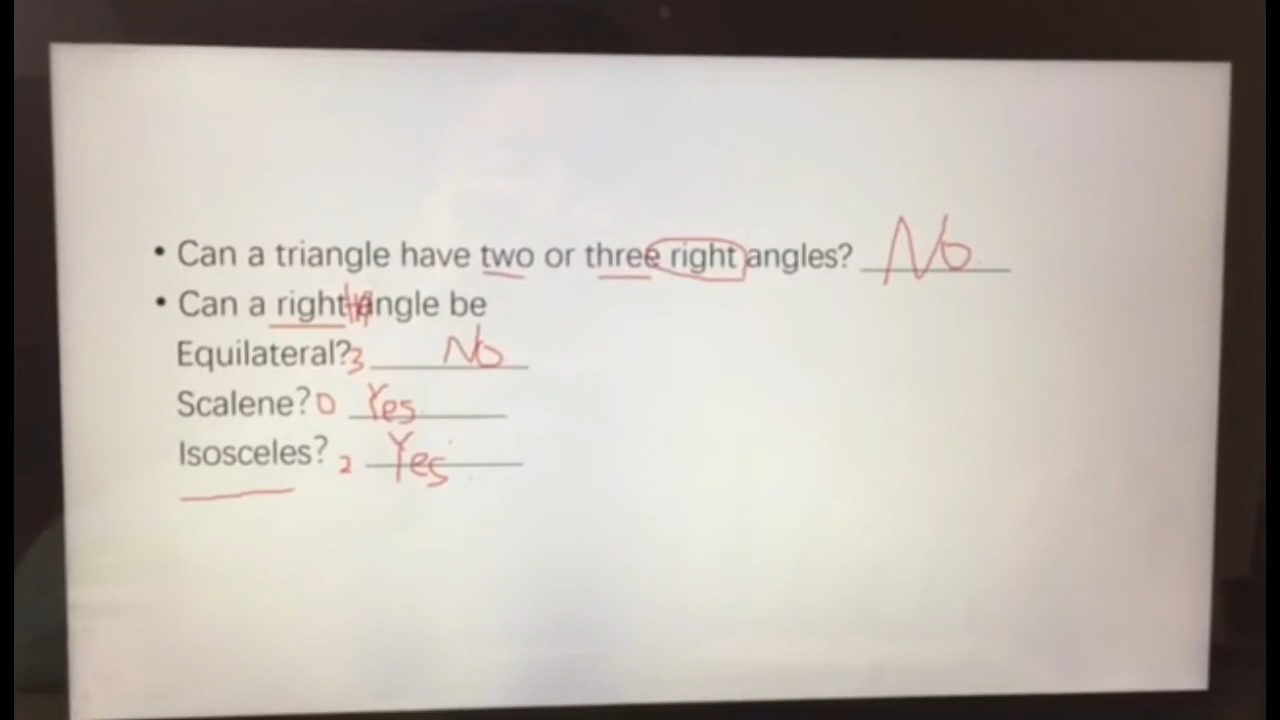 • Can a triangle have two or three right angles? No
• Can a right angle be
Equilateral? 3 No
Scalene? 0 Yes
Isosceles? 2 Yes